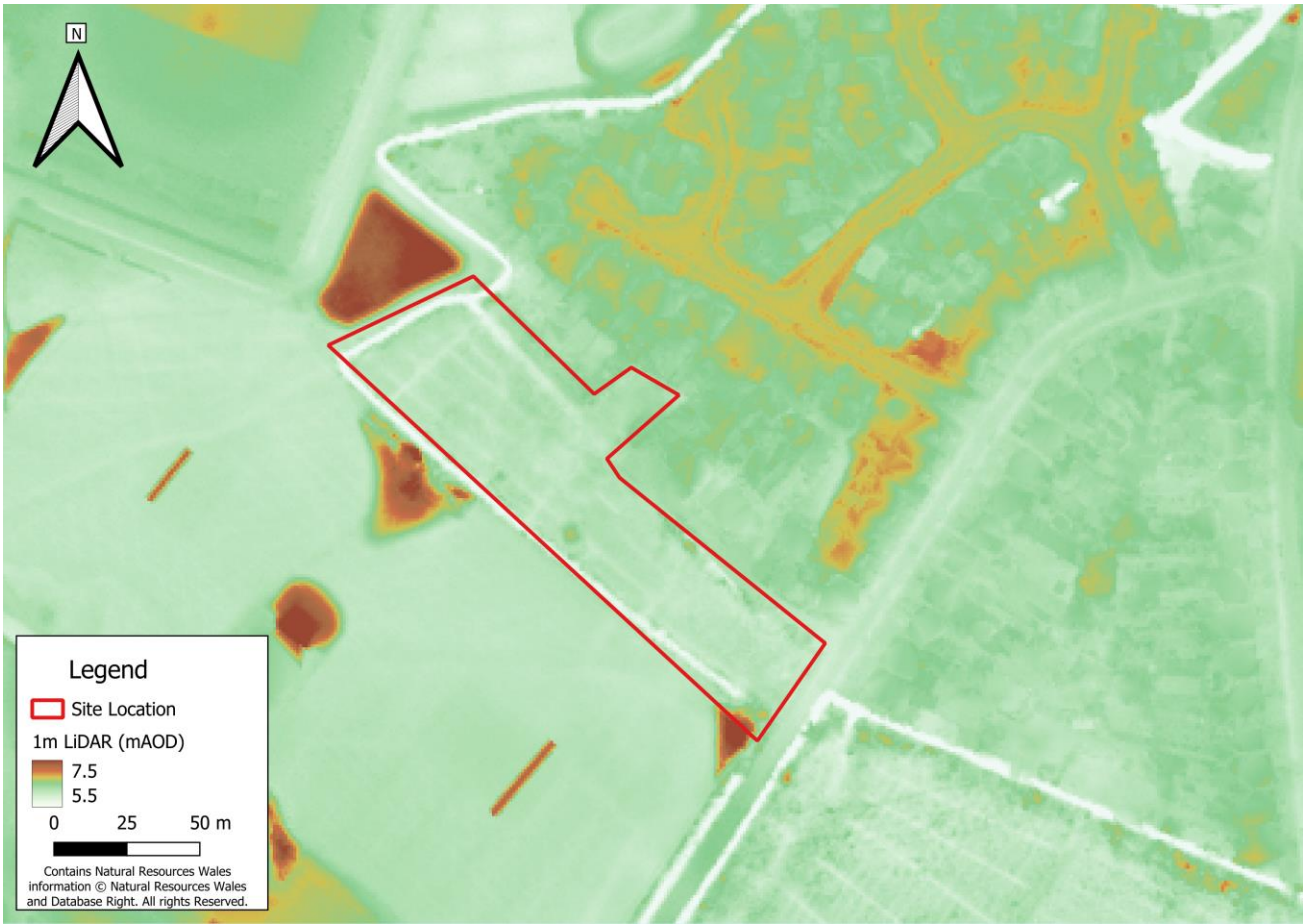 N
Legend
Site Location
1m LiDAR (mAOD)
7.5
5.5
0 25 50 m
Contains Natural Resources Wales
information © Natural Resources Wales
and Database Right. All rights Reserved.